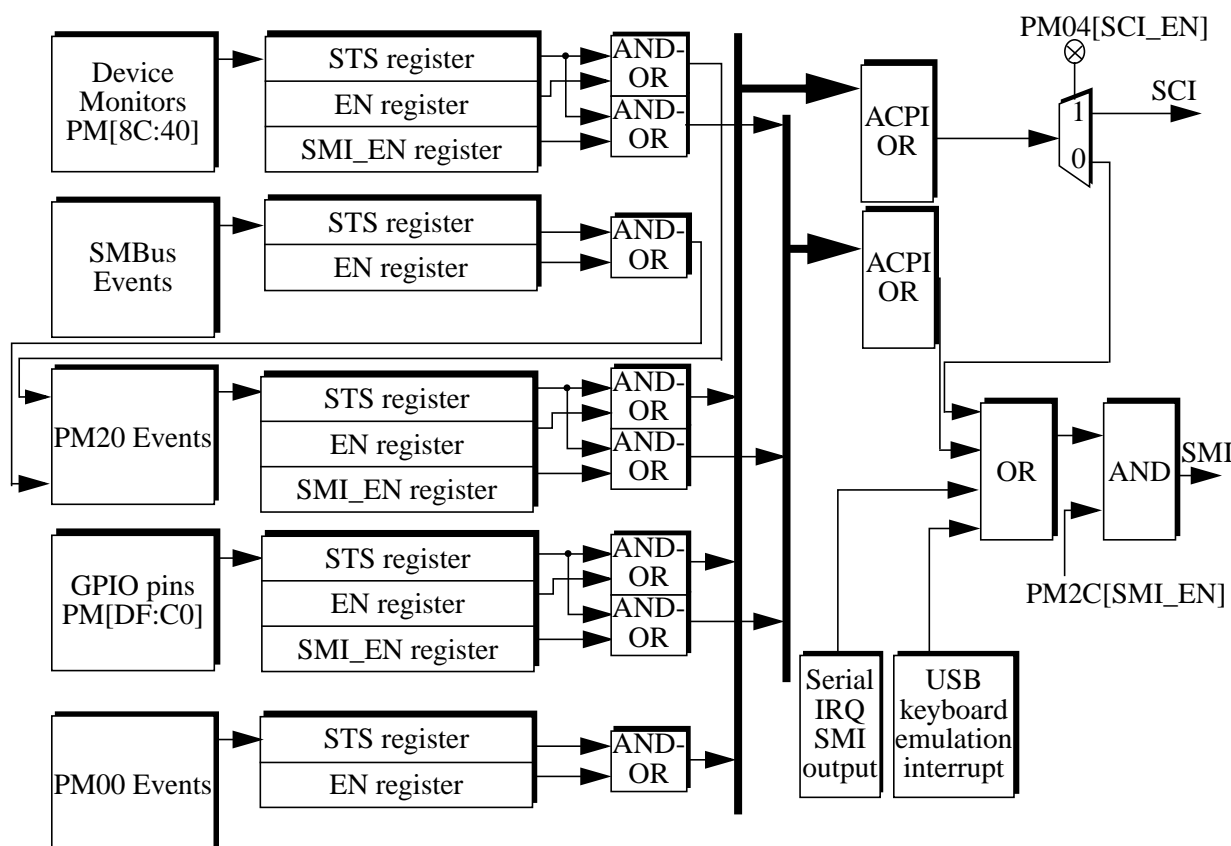 Device
Monitors
PM[8C:40]
STS register
EN register
SMI_EN register
AND-
OR
AND-
OR
SMBus
Events
STS register
EN register
AND-
OR
PM20 Events
STS register
EN register
SMI_EN register
AND-
OR
AND-
OR
GPIO pins
PM[DF:C0]
STS register
EN register
SMI_EN register
AND-
OR
AND-
OR
PM00 Events
STS register
EN register
AND-
OR
ACPI
OR
ACPI
OR
PM04[SCI_EN]
1
0
SCI
OR
AND
SMI
PM2C[SMI_EN]
Serial
IRQ
SMI
output
USB
keyboard
emulation
interrupt